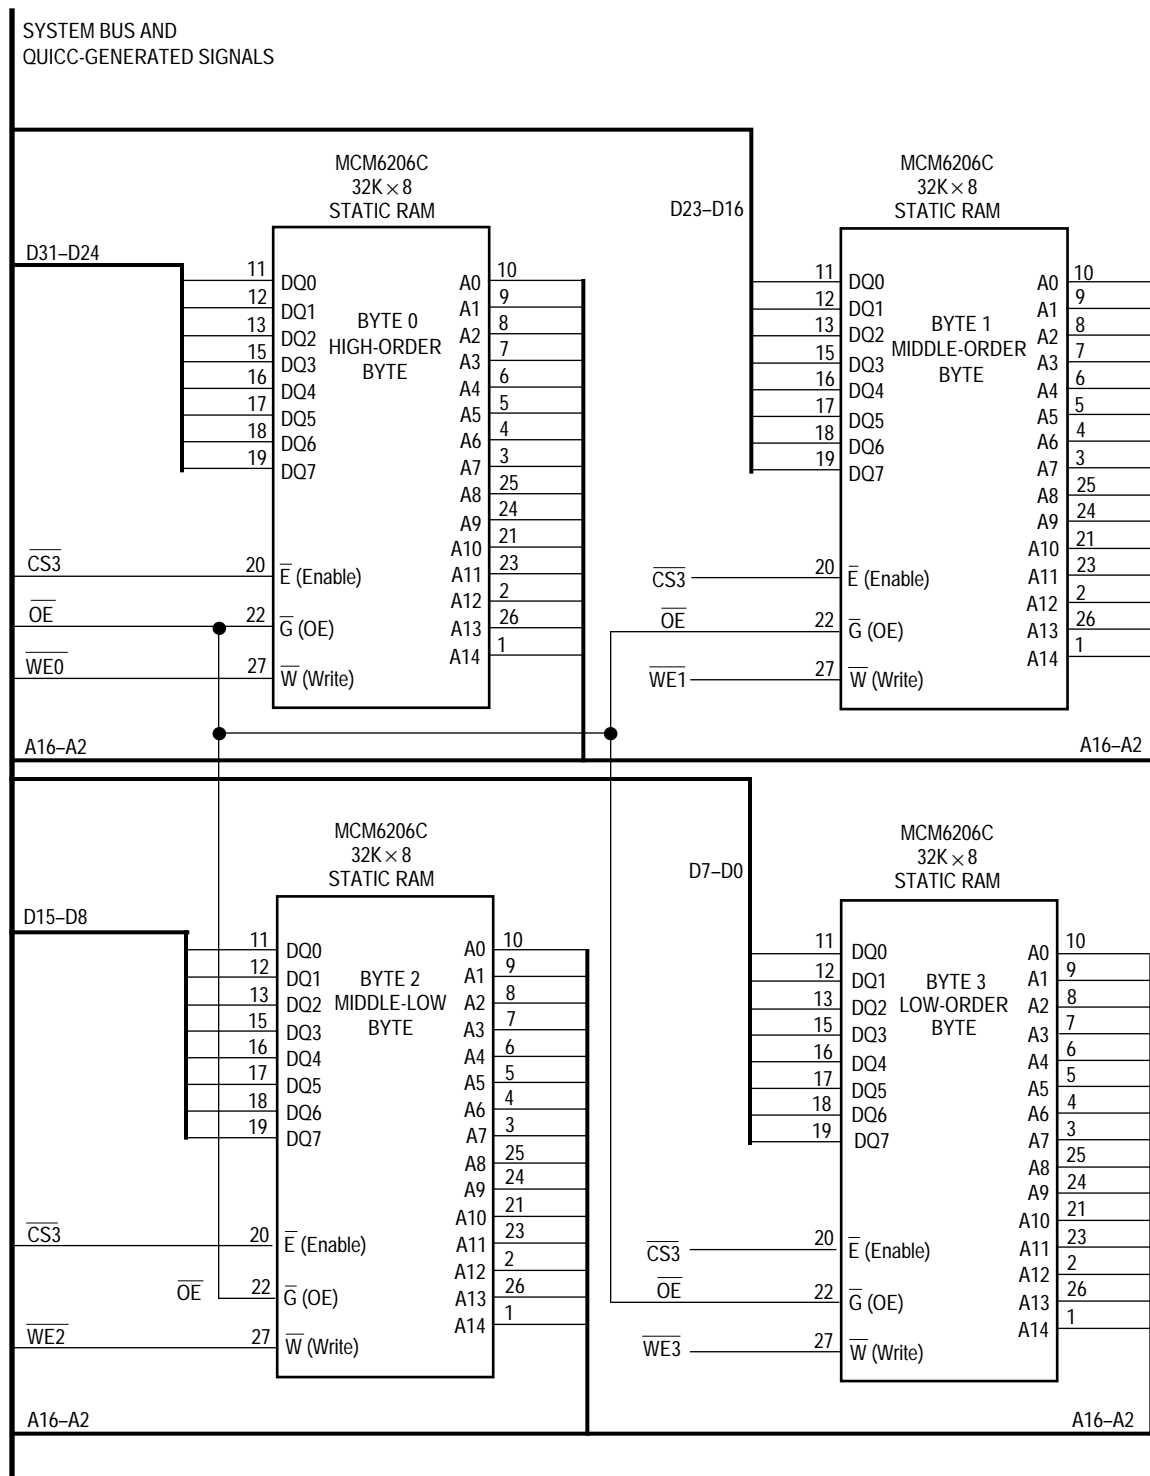 SYSTEM BUS AND
QUICC-GENERATED SIGNALS
MCM6206C
32K × 8
STATIC RAM
D31–D24
11
12
13
15
16
17
18
19
DQ0
DQ1
DQ2
DQ3
DQ4
DQ5
DQ6
DQ7
BYTE 0
HIGH-ORDER
BYTE
A0
A1
A2
A3
A4
A5
A6
A7
A8
A9
A10
A11
A12
A13
A14
10
9
8
7
6
5
4
3
25
24
21
23
2
26
1
C̅S̅3̅ 20 E̅ (Enable)
O̅E̅ 22 G̅ (OE)
W̅E̅0̅ 27 W̅ (Write)
A16–A2
MCM6206C
32K × 8
STATIC RAM
D23–D16
11
12
13
15
16
17
18
19
DQ0
DQ1
DQ2
DQ3
DQ4
DQ5
DQ6
DQ7
BYTE 1
MIDDLE-ORDER
BYTE
A0
A1
A2
A3
A4
A5
A6
A7
A8
A9
A10
A11
A12
A13
A14
10
9
8
7
6
5
4
3
25
24
21
23
2
26
1
C̅S̅3̅ 20 E̅ (Enable)
O̅E̅ 22 G̅ (OE)
W̅E̅1̅ 27 W̅ (Write)
A16–A2
MCM6206C
32K × 8
STATIC RAM
D15–D8
11
12
13
15
16
17
18
19
DQ0
DQ1
DQ2
DQ3
DQ4
DQ5
DQ6
DQ7
BYTE 2
MIDDLE-LOW
BYTE
A0
A1
A2
A3
A4
A5
A6
A7
A8
A9
A10
A11
A12
A13
A14
10
9
8
7
6
5
4
3
25
24
21
23
2
26
1
C̅S̅3̅ 20 E̅ (Enable)
O̅E̅ 22 G̅ (OE)
W̅E̅2̅ 27 W̅ (Write)
A16–A2
MCM6206C
32K × 8
STATIC RAM
D7–D0
11
12
13
15
16
17
18
19
DQ0
DQ1
DQ2
DQ3
DQ4
DQ5
DQ6
DQ7
BYTE 3
LOW-ORDER
BYTE
A0
A1
A2
A3
A4
A5
A6
A7
A8
A9
A10
A11
A12
A13
A14
10
9
8
7
6
5
4
3
25
24
21
23
2
26
1
C̅S̅3̅ 20 E̅ (Enable)
O̅E̅ 22 G̅ (OE)
W̅E̅3̅ 27 W̅ (Write)
A16–A2